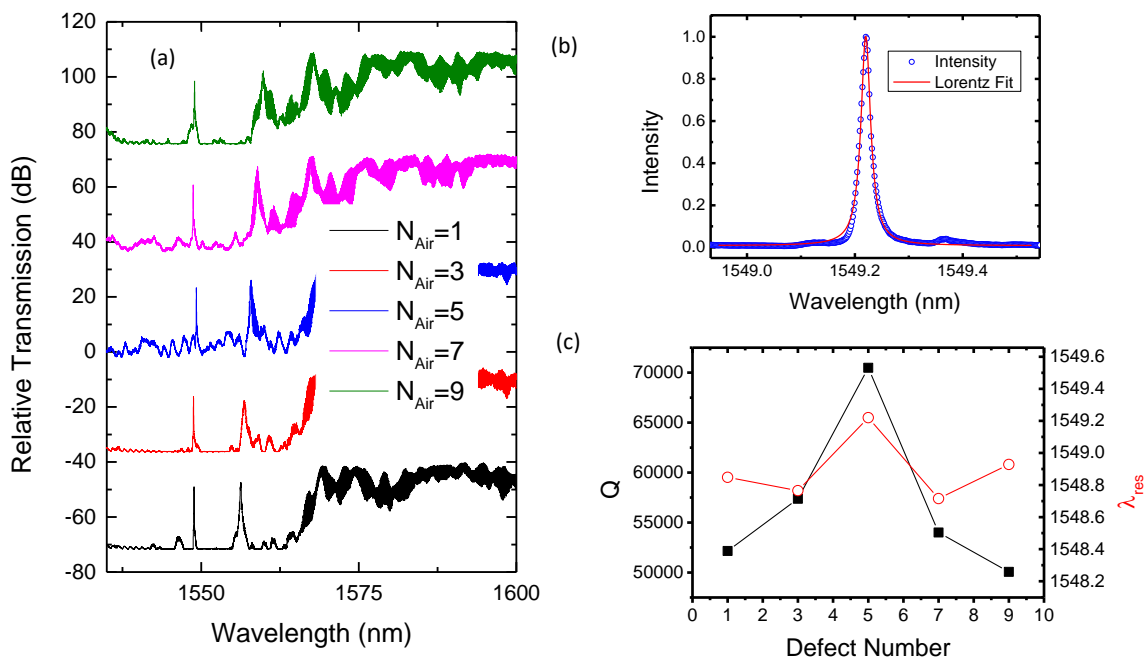 (a)
Relative Transmission (dB)
120
100
80
60
40
20
0
-20
-40
-60
-80
N_Air=1
N_Air=3
N_Air=5
N_Air=7
N_Air=9
1550
1575
1600
Wavelength (nm)
(b)
Intensity
1.0
0.8
0.6
0.4
0.2
0.0
Intensity
Lorentz Fit
1549.0
1549.2
1549.4
Wavelength (nm)
(c)
Q
70000
65000
60000
55000
50000
1549.6
1549.4
1549.2
1549.0
1548.8
1548.6
1548.4
1548.2
λres
0 1 2 3 4 5 6 7 8 9 10
Defect Number